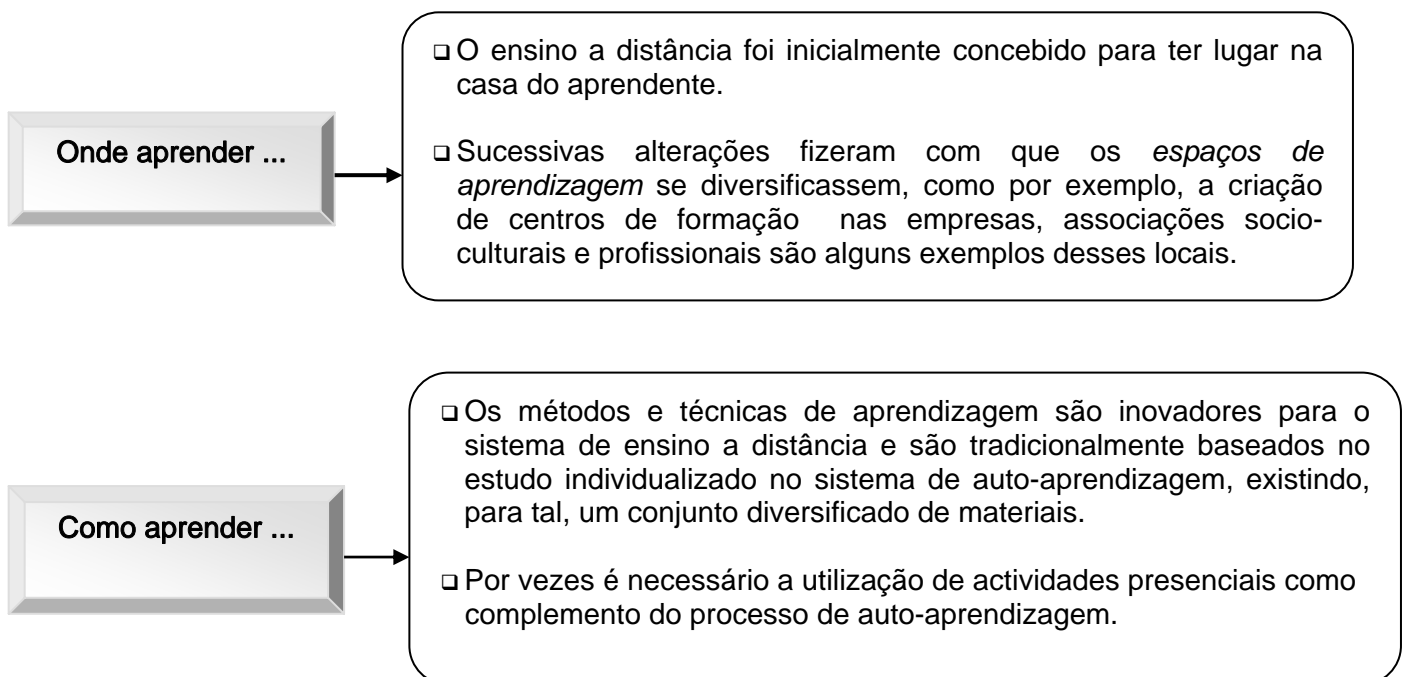 Onde aprender ...
❑ O ensino a distância foi inicialmente concebido para ter lugar na
casa do aprendente.
❑ Sucessivas alterações fizeram com que os espaços de
aprendizagem se diversificassem, como por exemplo, a criação
de centros de formação nas empresas, associações socio-
culturais e profissionais são alguns exemplos desses locais.
Como aprender ...
❑ Os métodos e técnicas de aprendizagem são inovadores para o
sistema de ensino a distância e são tradicionalmente baseados no
estudo individualizado no sistema de auto-aprendizagem, existindo,
para tal, um conjunto diversificado de materiais.
❑ Por vezes é necessário a utilização de actividades presenciais como
complemento do processo de auto-aprendizagem.